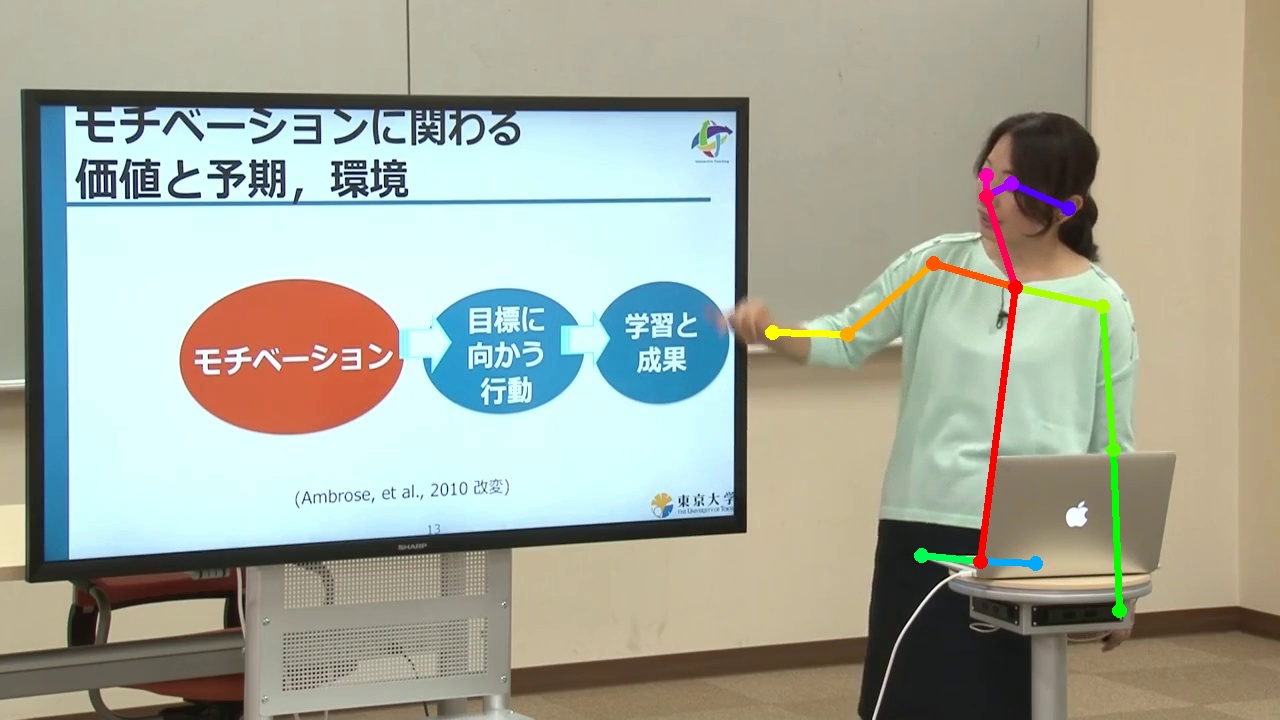 モチベーションに関わる
価値と予期，環境
モチベーション
目標に
向かう
行動
学習と
成果
(Ambrose, et al., 2010 改変)
東京大学
13
SHARP